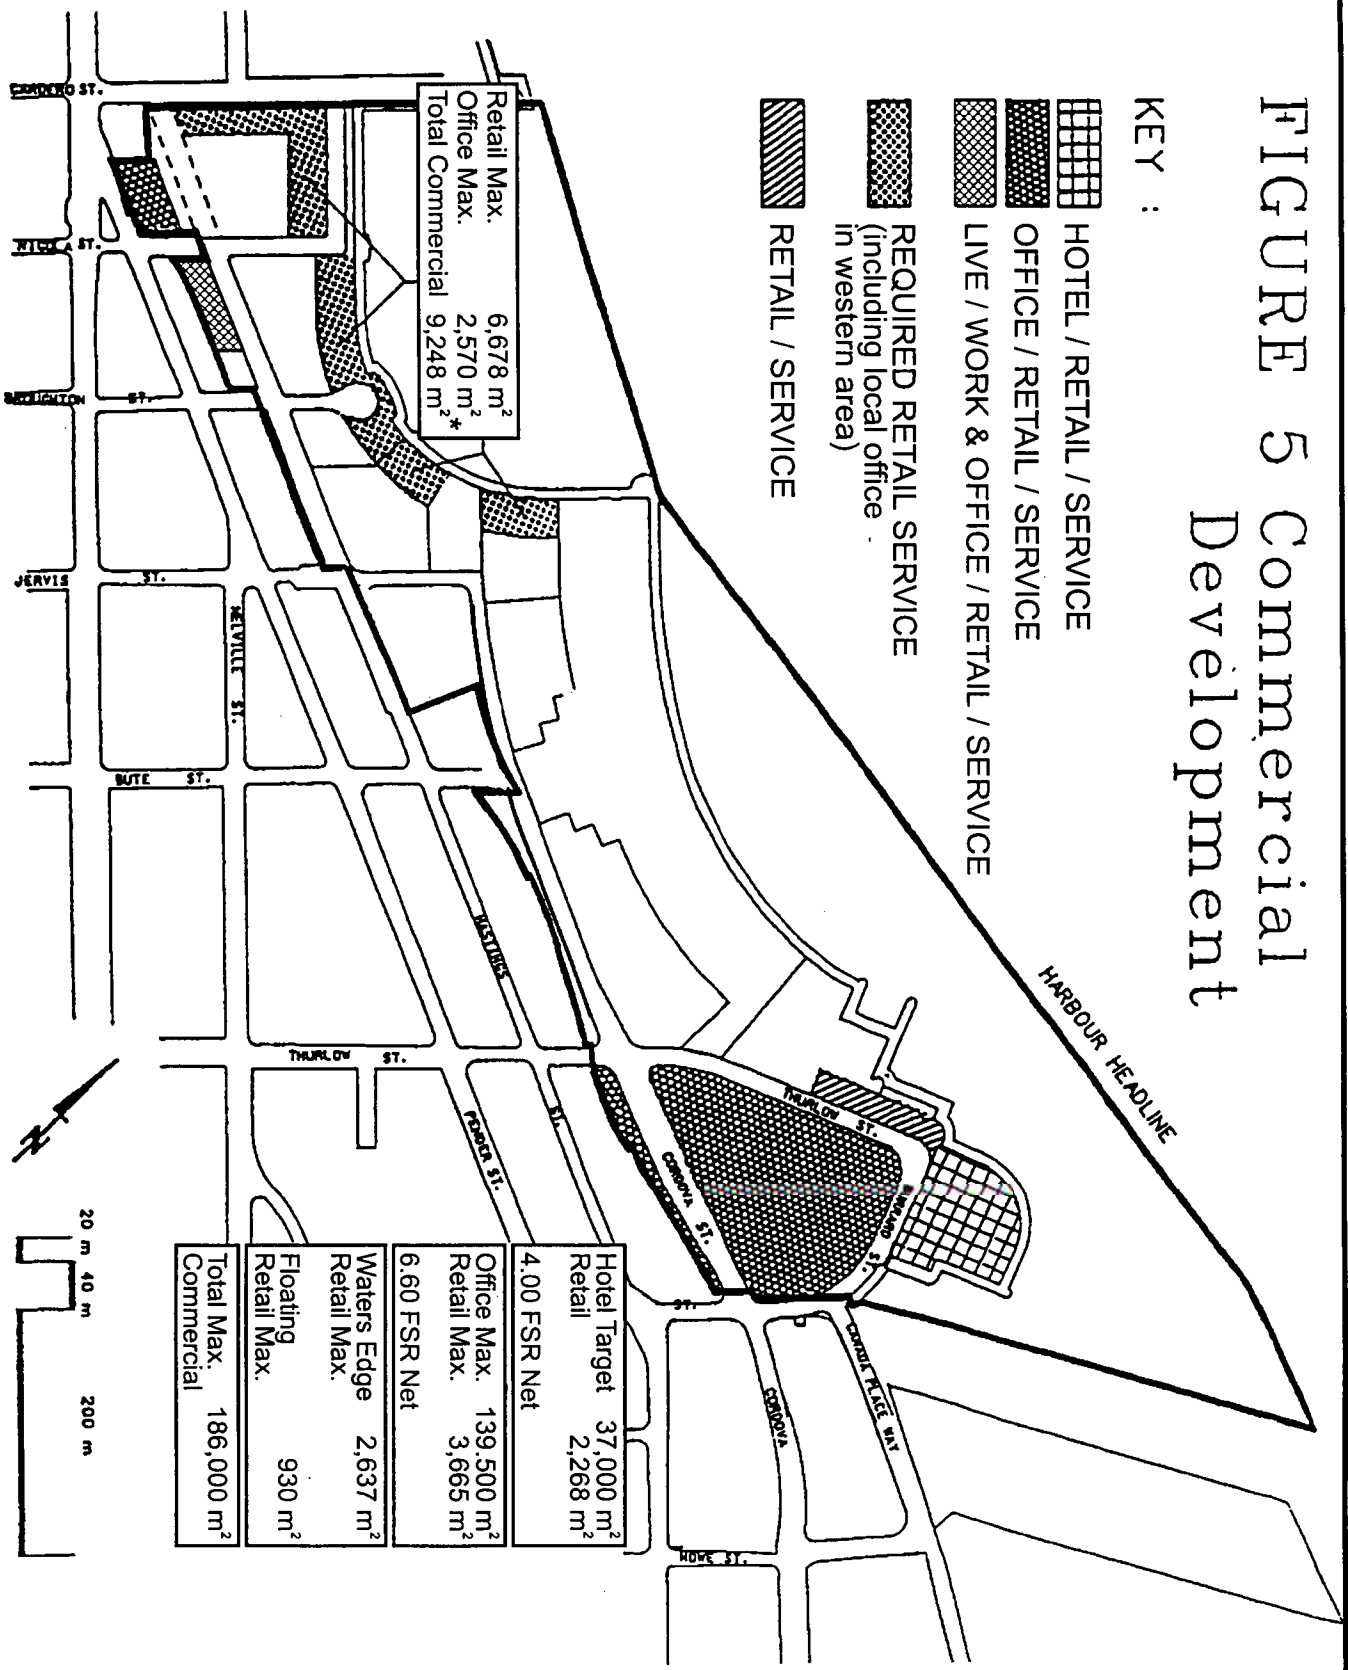 FIGURE 5 Commercial
Development
KEY :
HOTEL / RETAIL / SERVICE
OFFICE / RETAIL / SERVICE
LIVE / WORK & OFFICE / RETAIL / SERVICE
REQUIRED RETAIL SERVICE
(including local office
in western area)
RETAIL / SERVICE
HARBOUR HEADLINE
Retail Max. 6,678 m²
Office Max. 2,570 m²
Total Commercial 9,248 m²*
CARDERO ST.
NICOLA ST.
BROUGHTON ST.
JERVIS ST.
MELVILLE ST.
BUTE ST.
HASTINGS ST.
THURLOW ST.
PENDER ST.
THURLOW ST.
CORDOVA ST.
BURRARD ST.
ST.
CANADA PLACE WAY
CORDOVA
HOWE ST.
Hotel Target 37,000 m²
Retail 2,268 m²
4.00 FSR Net
Office Max. 139,500 m²
Retail Max. 3,665 m²
6.60 FSR Net
Waters Edge 2,637 m²
Retail Max.
Floating
Retail Max. 930 m²
Total Max. 186,000 m²
Commercial
N
20 m 40 m 200 m